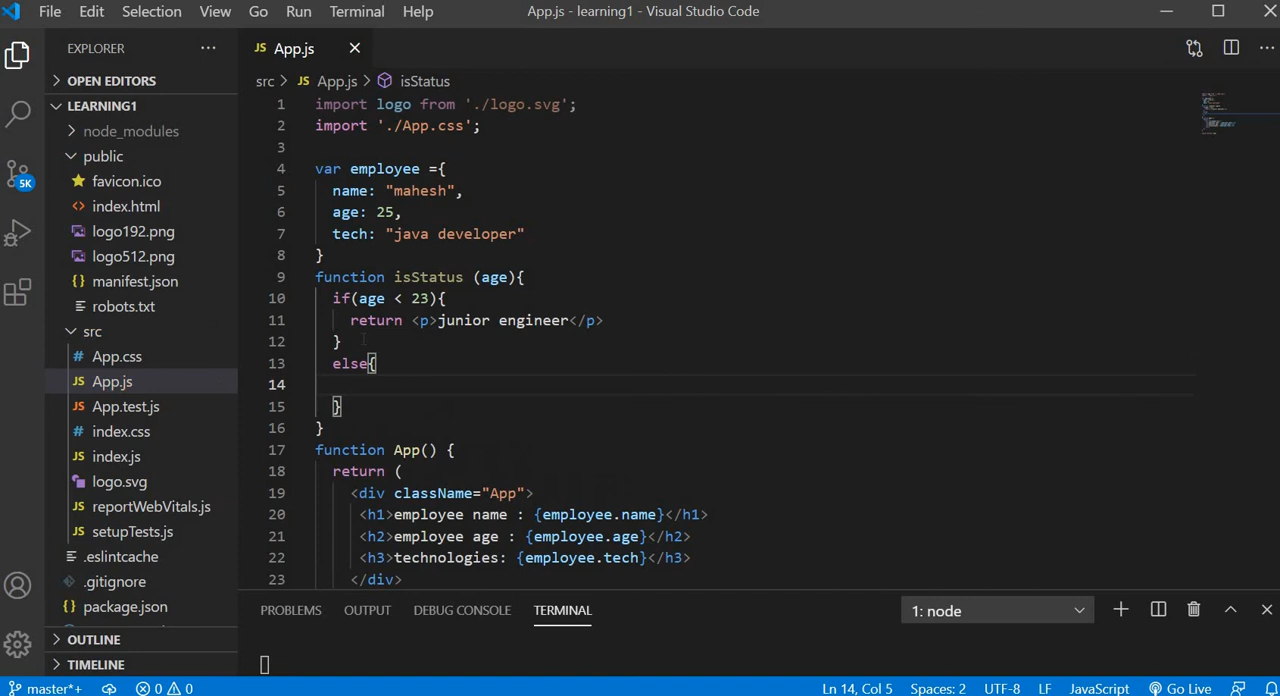 File Edit Selection View Go Run Terminal Help App.js - learning1 - Visual Studio Code
EXPLORER
OPEN EDITORS
LEARNING1
node_modules
public
favicon.ico
index.html
logo192.png
logo512.png
manifest.json
robots.txt
src
App.css
App.js
App.test.js
index.css
index.js
logo.svg
reportWebVitals.js
setupTests.js
.eslintcache
.gitignore
package.json
OUTLINE
TIMELINE
5K
JS App.js
src > JS App.js > isStatus
1 import logo from './logo.svg';
2 import './App.css';
3
4 var employee ={
5 name: "mahesh",
6 age: 25,
7 tech: "java developer"
8 }
9 function isStatus (age){
10 if(age < 23){
11 return <p>junior engineer</p>
12 }
13 else{
14
15 }
16 }
17 function App() {
18 return (
19 <div className="App">
20 <h1>employee name : {employee.name}</h1>
21 <h2>employee age : {employee.age}</h2>
22 <h3>technologies: {employee.tech}</h3>
23 </div>
PROBLEMS OUTPUT DEBUG CONSOLE TERMINAL 1: node
master*+ 0 0 Ln 14, Col 5 Spaces: 2 UTF-8 LF JavaScript Go Live